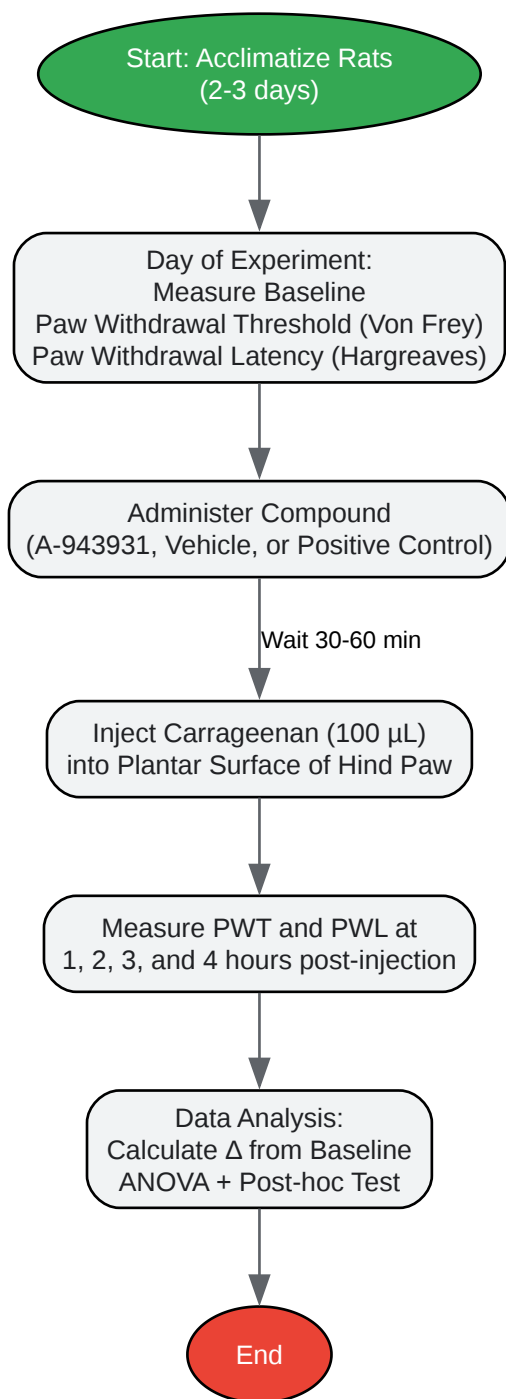 Start: Acclimatize Rats
(2-3 days)
Day of Experiment:
Measure Baseline
Paw Withdrawal Threshold (Von Frey)
Paw Withdrawal Latency (Hargreaves)
Administer Compound
(A-943931, Vehicle, or Positive Control)
Wait 30-60 min
Inject Carrageenan (100 µL)
into Plantar Surface of Hind Paw
Measure PWT and PWL at
1, 2, 3, and 4 hours post-injection
Data Analysis:
Calculate Δ from Baseline
ANOVA + Post-hoc Test
End